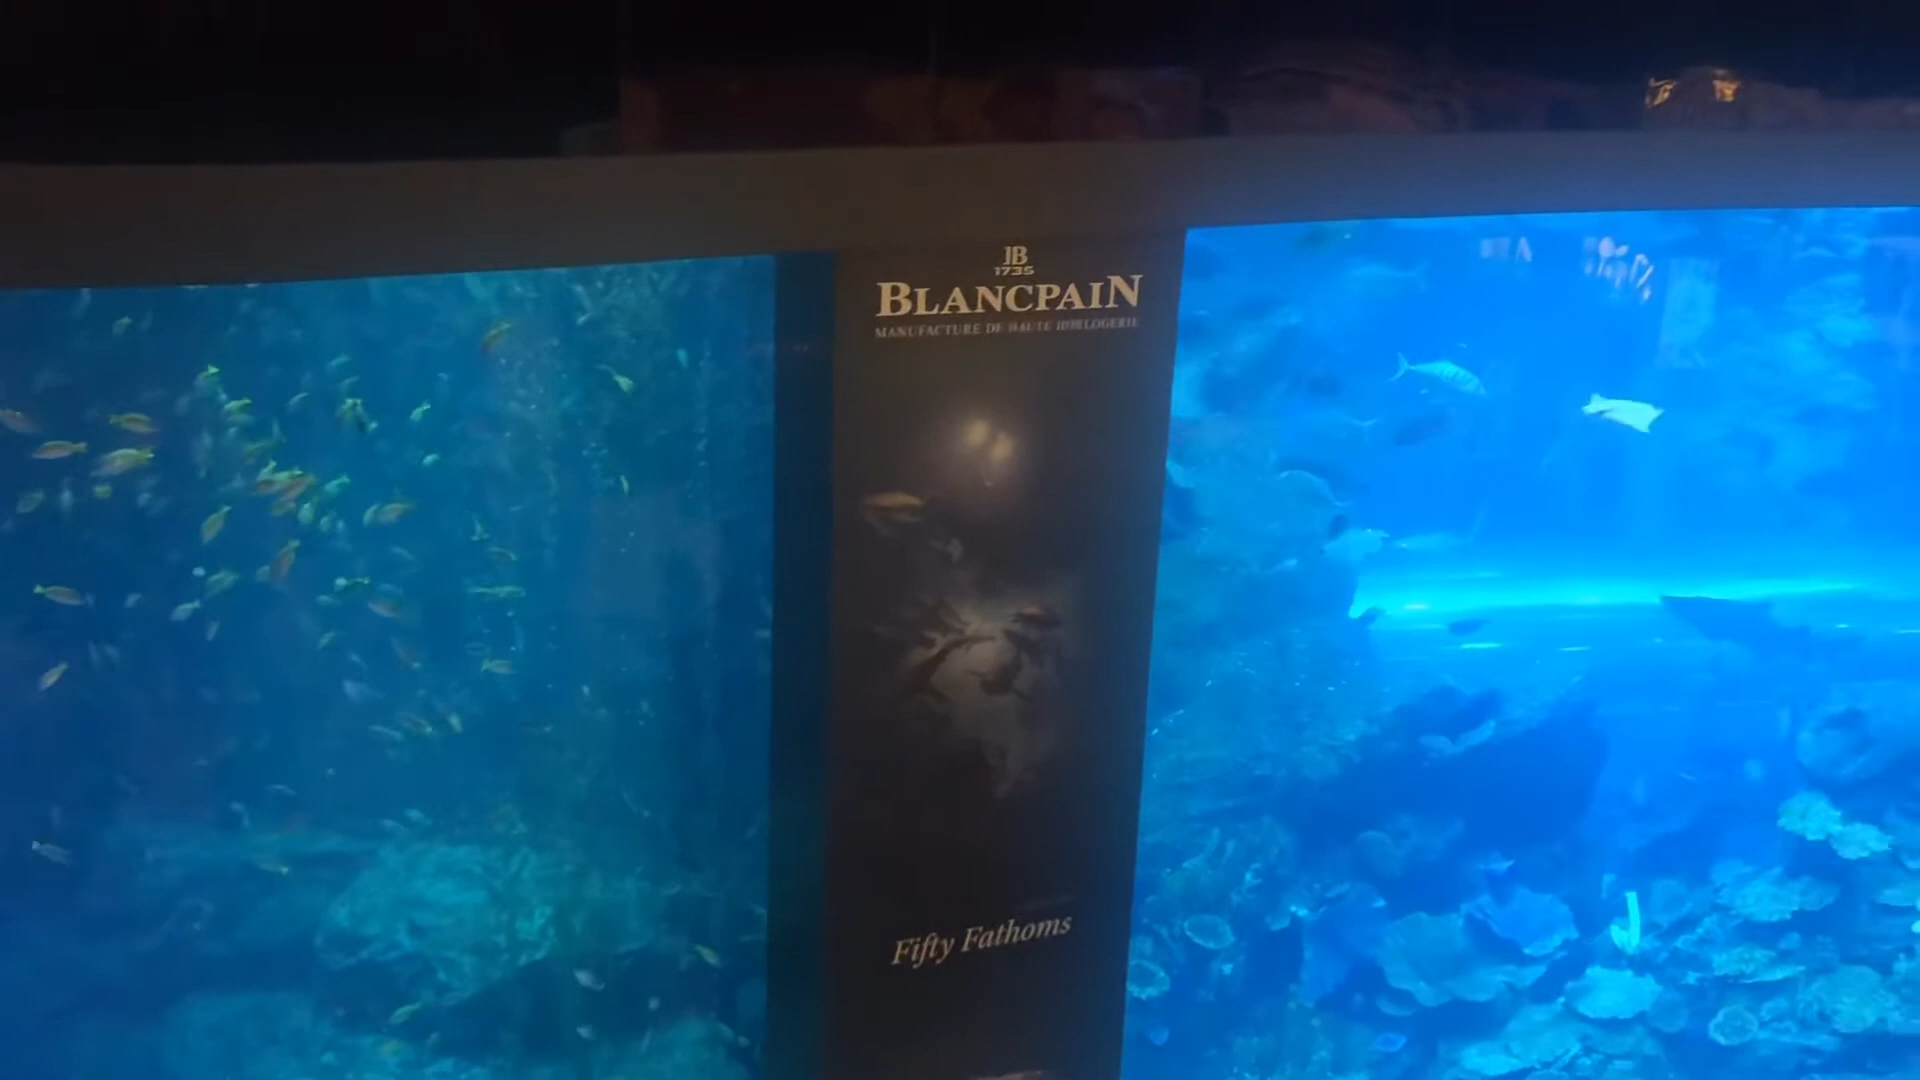 JB
1735
BLANCPAIN
MANUFACTURE DE HAUTE HORLOGERIE
Fifty Fathoms